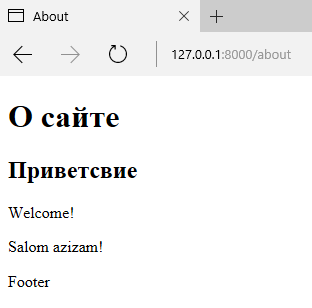 About
127.0.0.1:8000/about
О сайте
Приветсвие
Welcome!
Salom azizam!
Footer